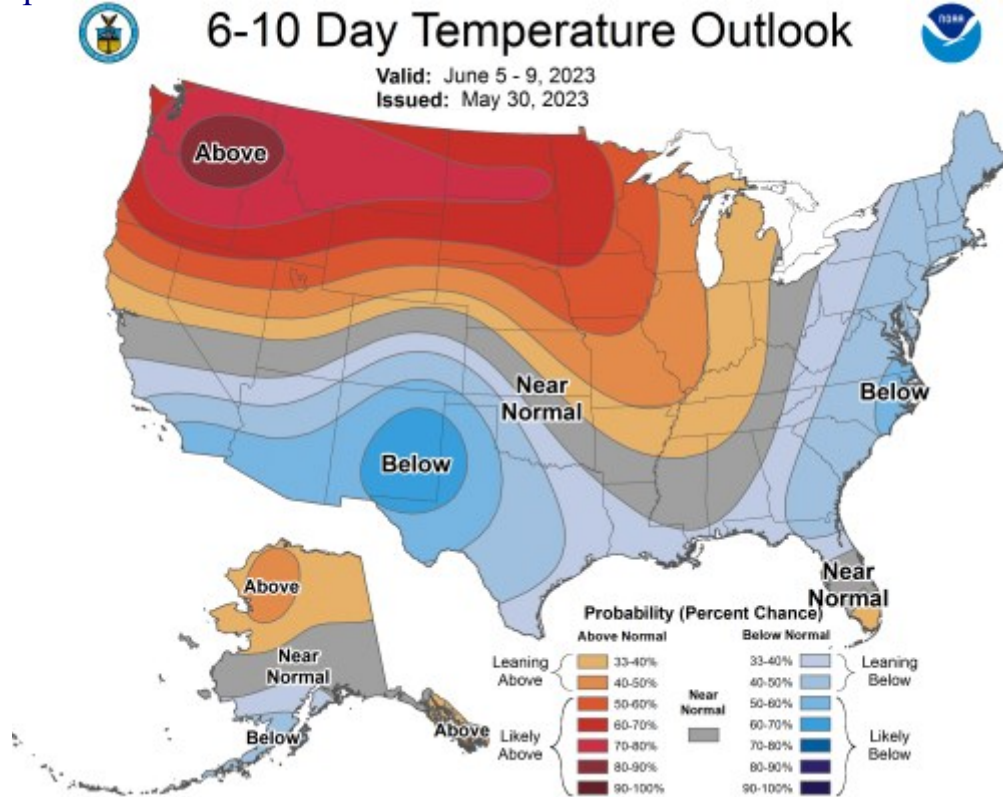 NOAA
6-10 Day Temperature Outlook
Valid: June 5 - 9, 2023
Issued: May 30, 2023
Above
Near
Normal
Below
Below
Near
Normal
Above
Near
Normal
Below
Above
Probability (Percent Chance)
Above Normal
Below Normal
Leaning
Above
33-40%
40-50%
Likely
Above
50-60%
60-70%
70-80%
80-90%
90-100%
Near
Normal
33-40%
40-50%
Leaning
Below
50-60%
60-70%
70-80%
80-90%
90-100%
Likely
Below